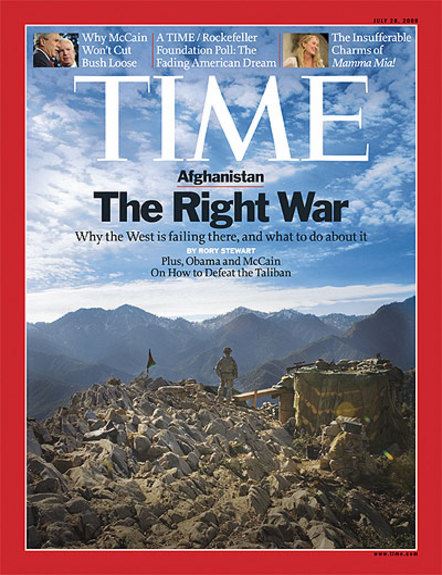 JULY 28, 2008
Why McCain
Won't Cut
Bush Loose
A TIME / Rockefeller
Foundation Poll: The
Fading American Dream
The Insufferable
Charms of
Mamma Mia!
TIME
Afghanistan
The Right War
Why the West is failing there, and what to do about it
BY RORY STEWART
Plus, Obama and McCain
On How to Defeat the Taliban
www.time.com